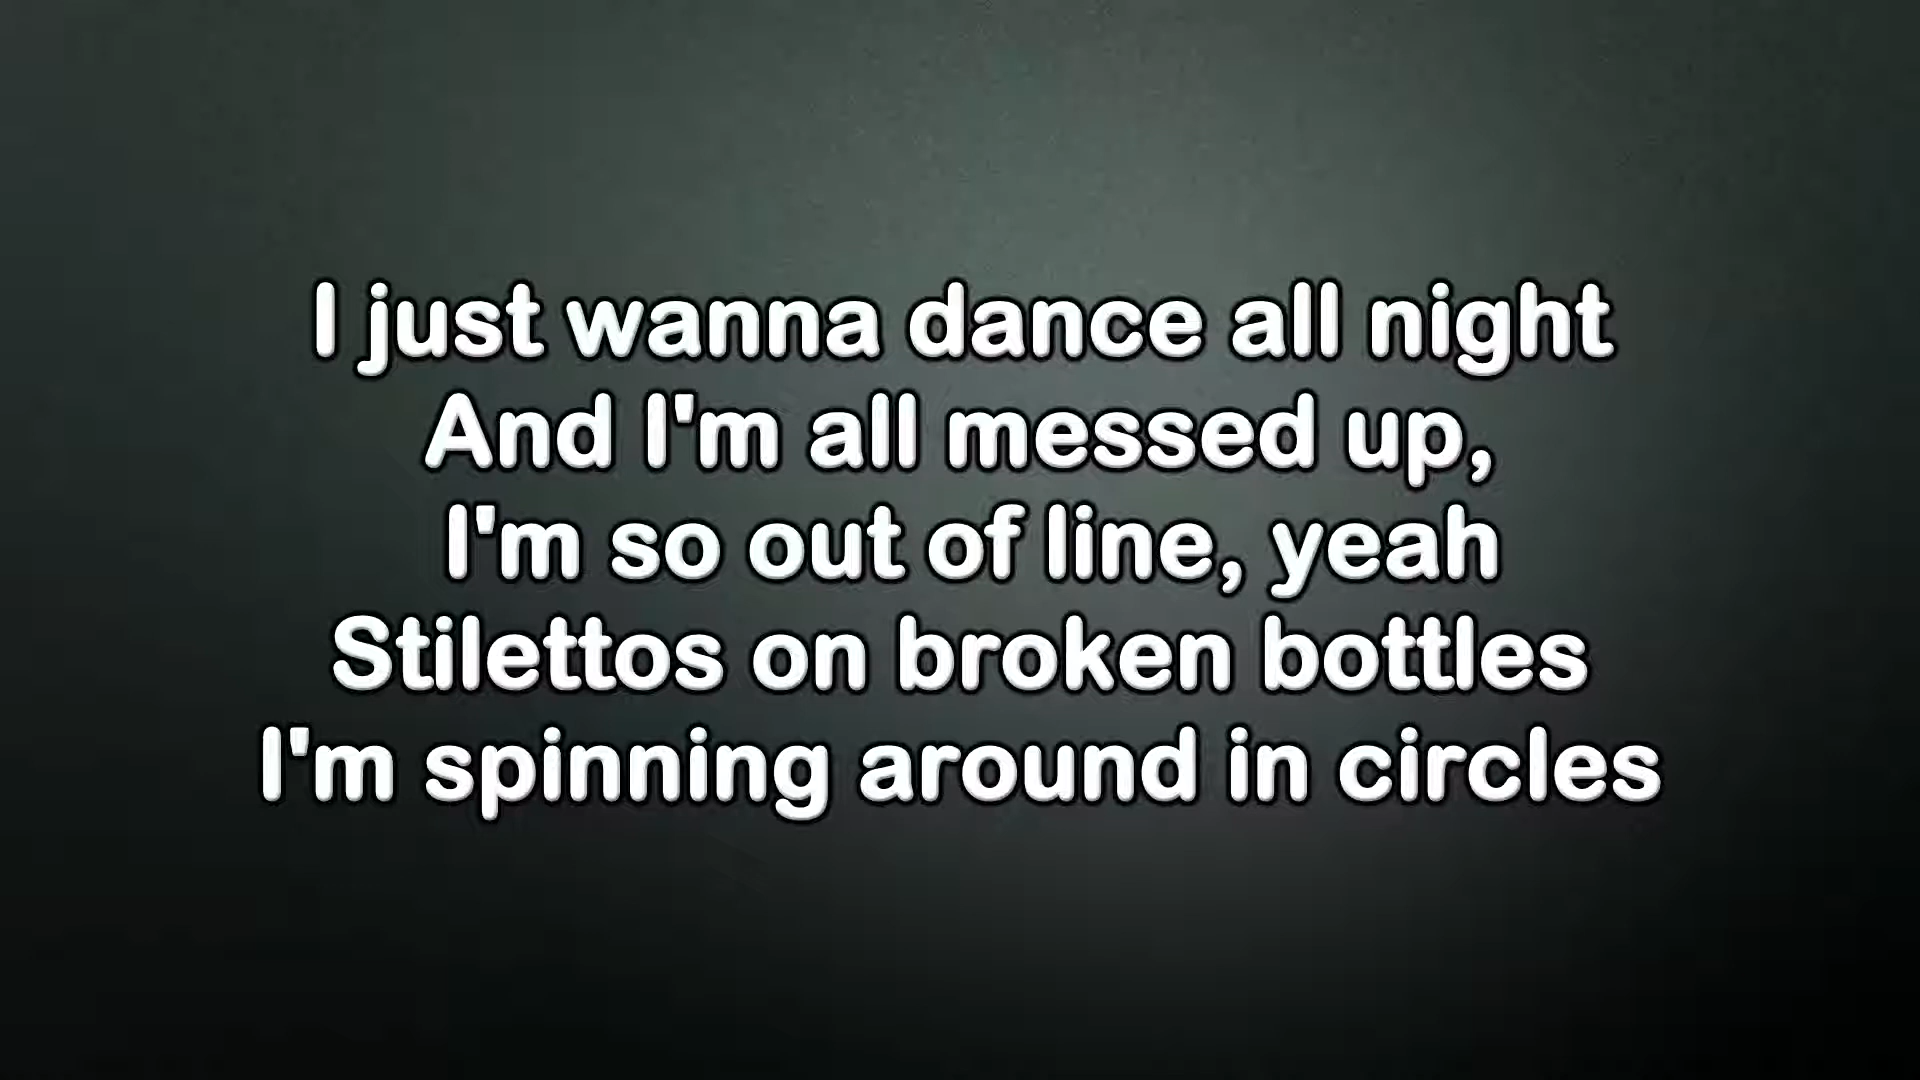 I just wanna dance all night
And I'm all messed up,
I'm so out of line, yeah
Stilettos on broken bottles
I'm spinning around in circles